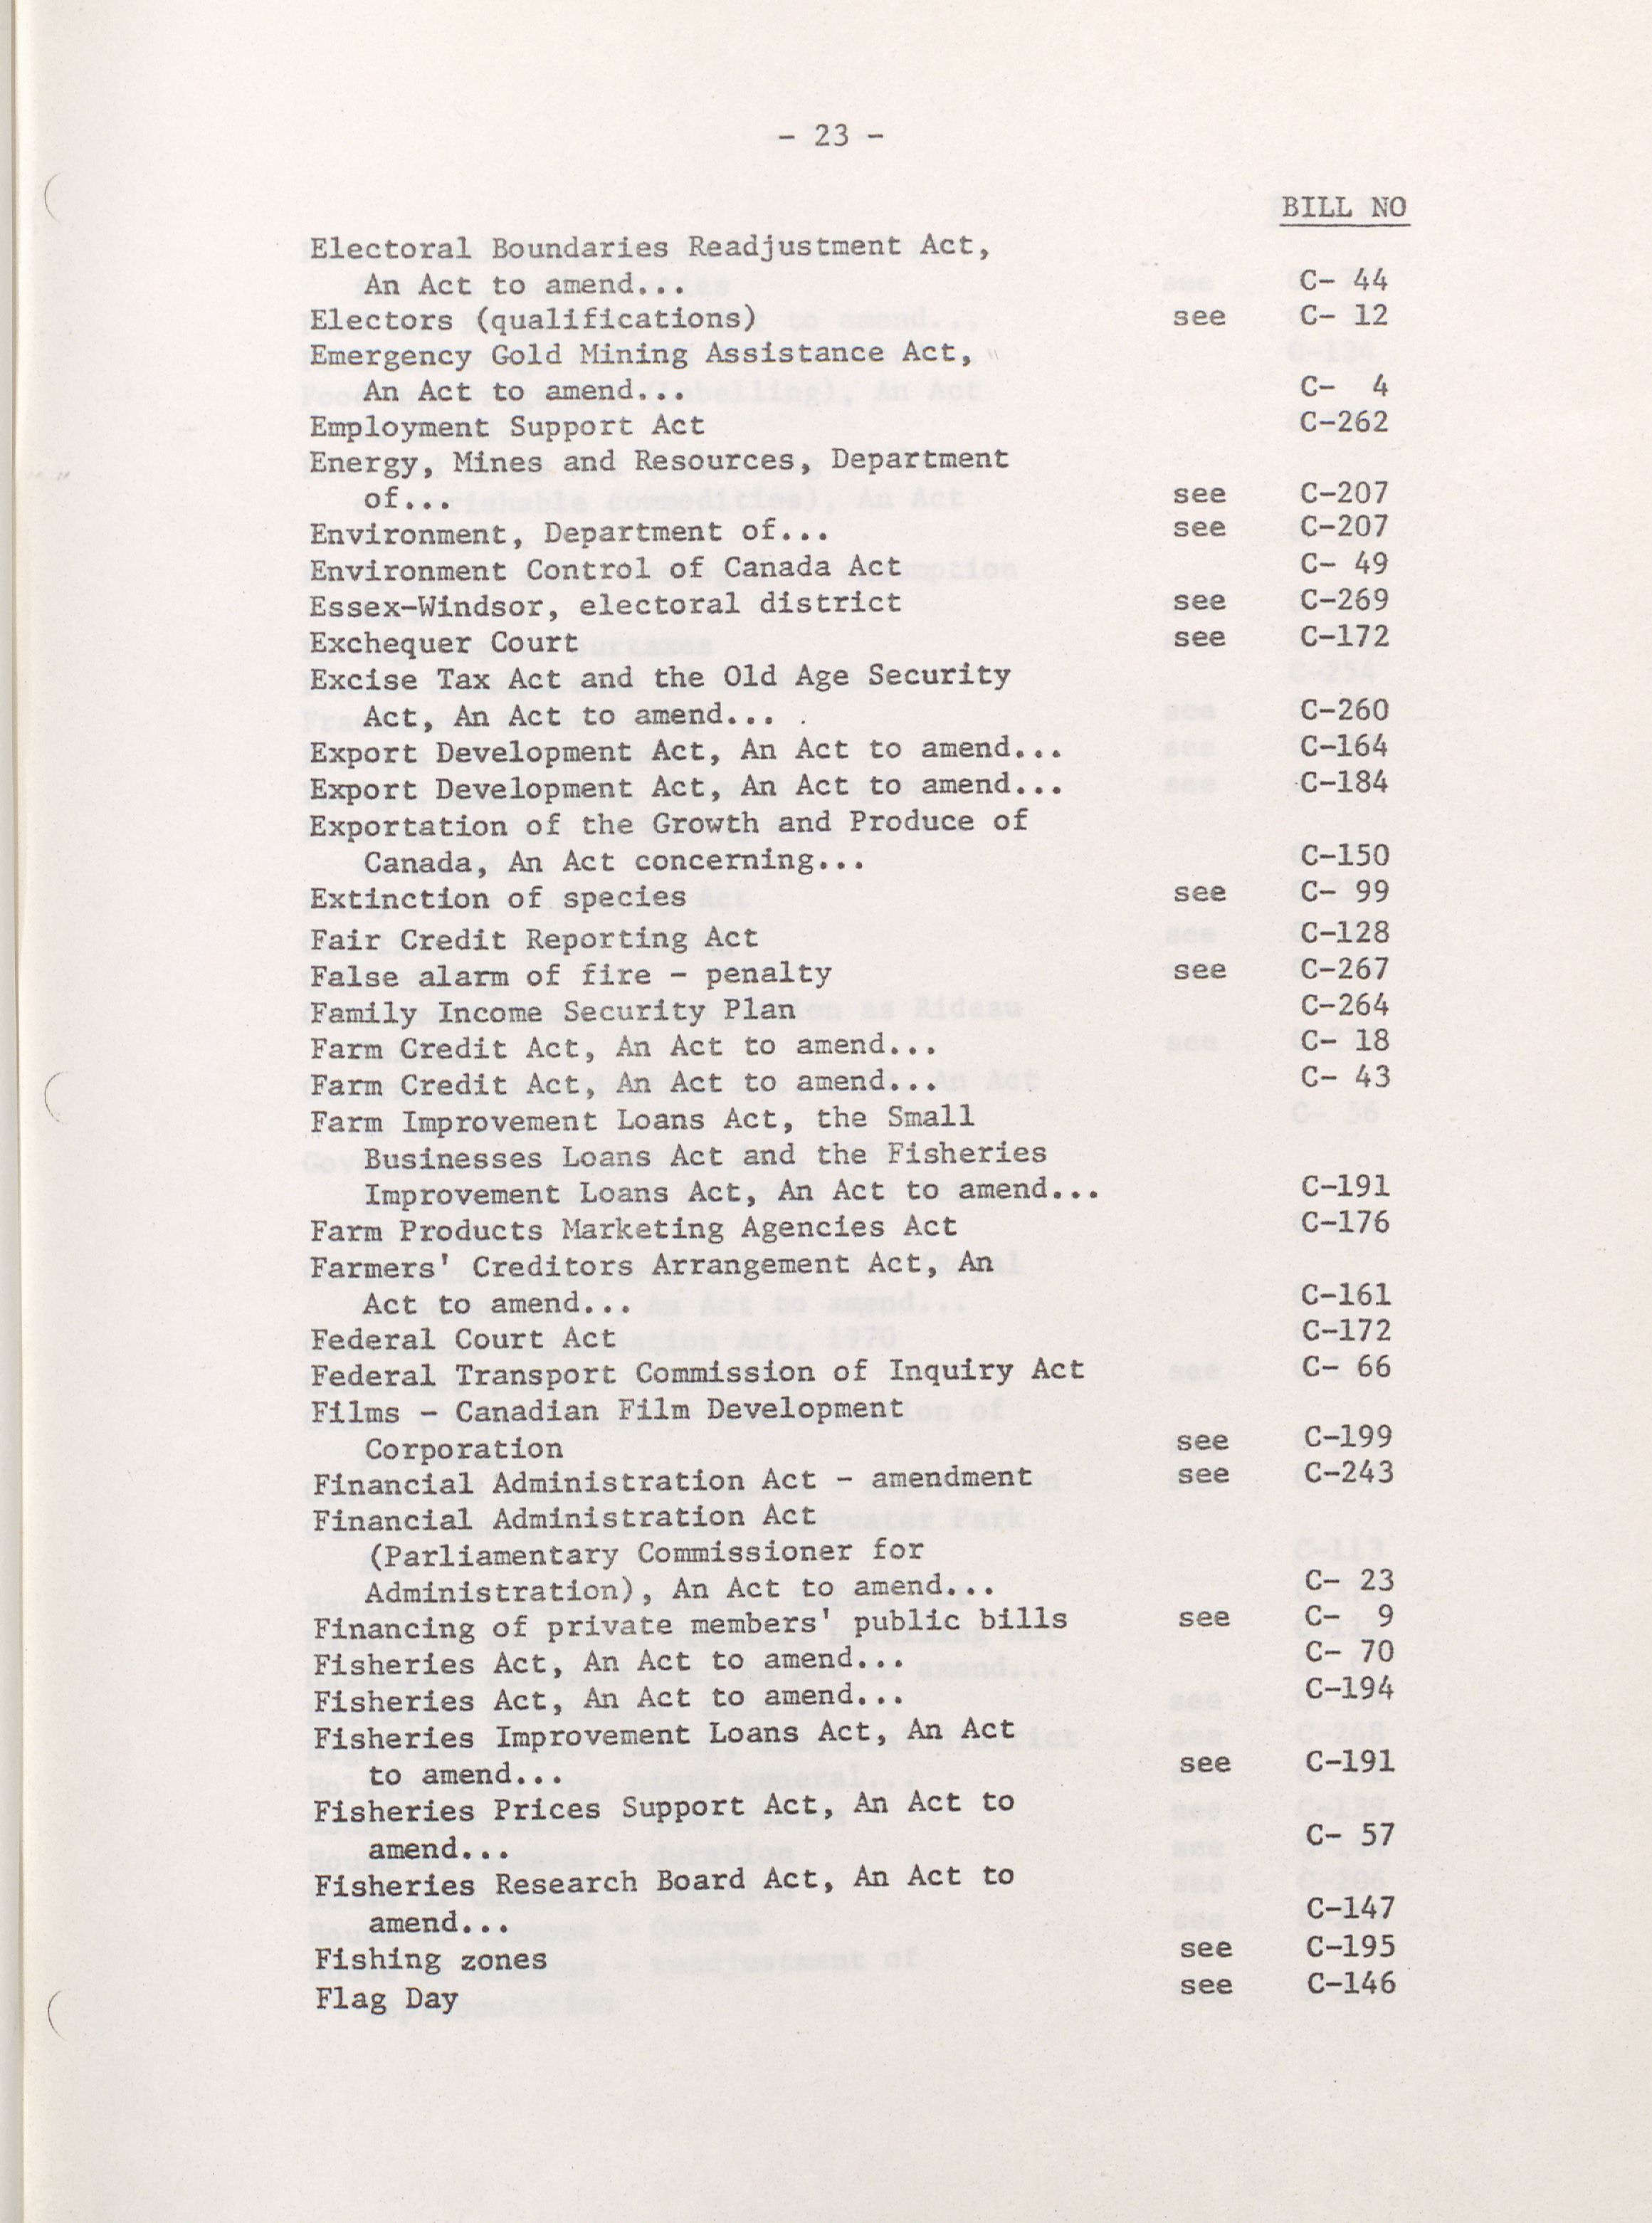 - 23 -
BILL NO
Electoral Boundaries Readjustment Act,
An Act to amend... C- 44
Electors (qualifications) see C- 12
Emergency Gold Mining Assistance Act,
An Act to amend... C- 4
Employment Support Act C-262
Energy, Mines and Resources, Department
of... see C-207
Environment, Department of... see C-207
Environment Control of Canada Act C- 49
Essex-Windsor, electoral district see C-269
Exchequer Court see C-172
Excise Tax Act and the Old Age Security
Act, An Act to amend... C-260
Export Development Act, An Act to amend... C-164
Export Development Act, An Act to amend... C-184
Exportation of the Growth and Produce of
Canada, An Act concerning... C-150
Extinction of species see C- 99
Fair Credit Reporting Act C-128
False alarm of fire - penalty see C-267
Family Income Security Plan C-264
Farm Credit Act, An Act to amend... C- 18
Farm Credit Act, An Act to amend... C- 43
Farm Improvement Loans Act, the Small
Businesses Loans Act and the Fisheries
Improvement Loans Act, An Act to amend... C-191
Farm Products Marketing Agencies Act C-176
Farmers' Creditors Arrangement Act, An
Act to amend... C-161
Federal Court Act C-172
Federal Transport Commission of Inquiry Act C- 66
Films - Canadian Film Development
Corporation see C-199
Financial Administration Act - amendment see C-243
Financial Administration Act
(Parliamentary Commissioner for
Administration), An Act to amend... C- 23
Financing of private members' public bills see C- 9
Fisheries Act, An Act to amend... C- 70
Fisheries Act, An Act to amend... C-194
Fisheries Improvement Loans Act, An Act
to amend... see C-191
Fisheries Prices Support Act, An Act to
amend... C- 57
Fisheries Research Board Act, An Act to
amend... C-147
Fishing zones see C-195
Flag Day see C-146